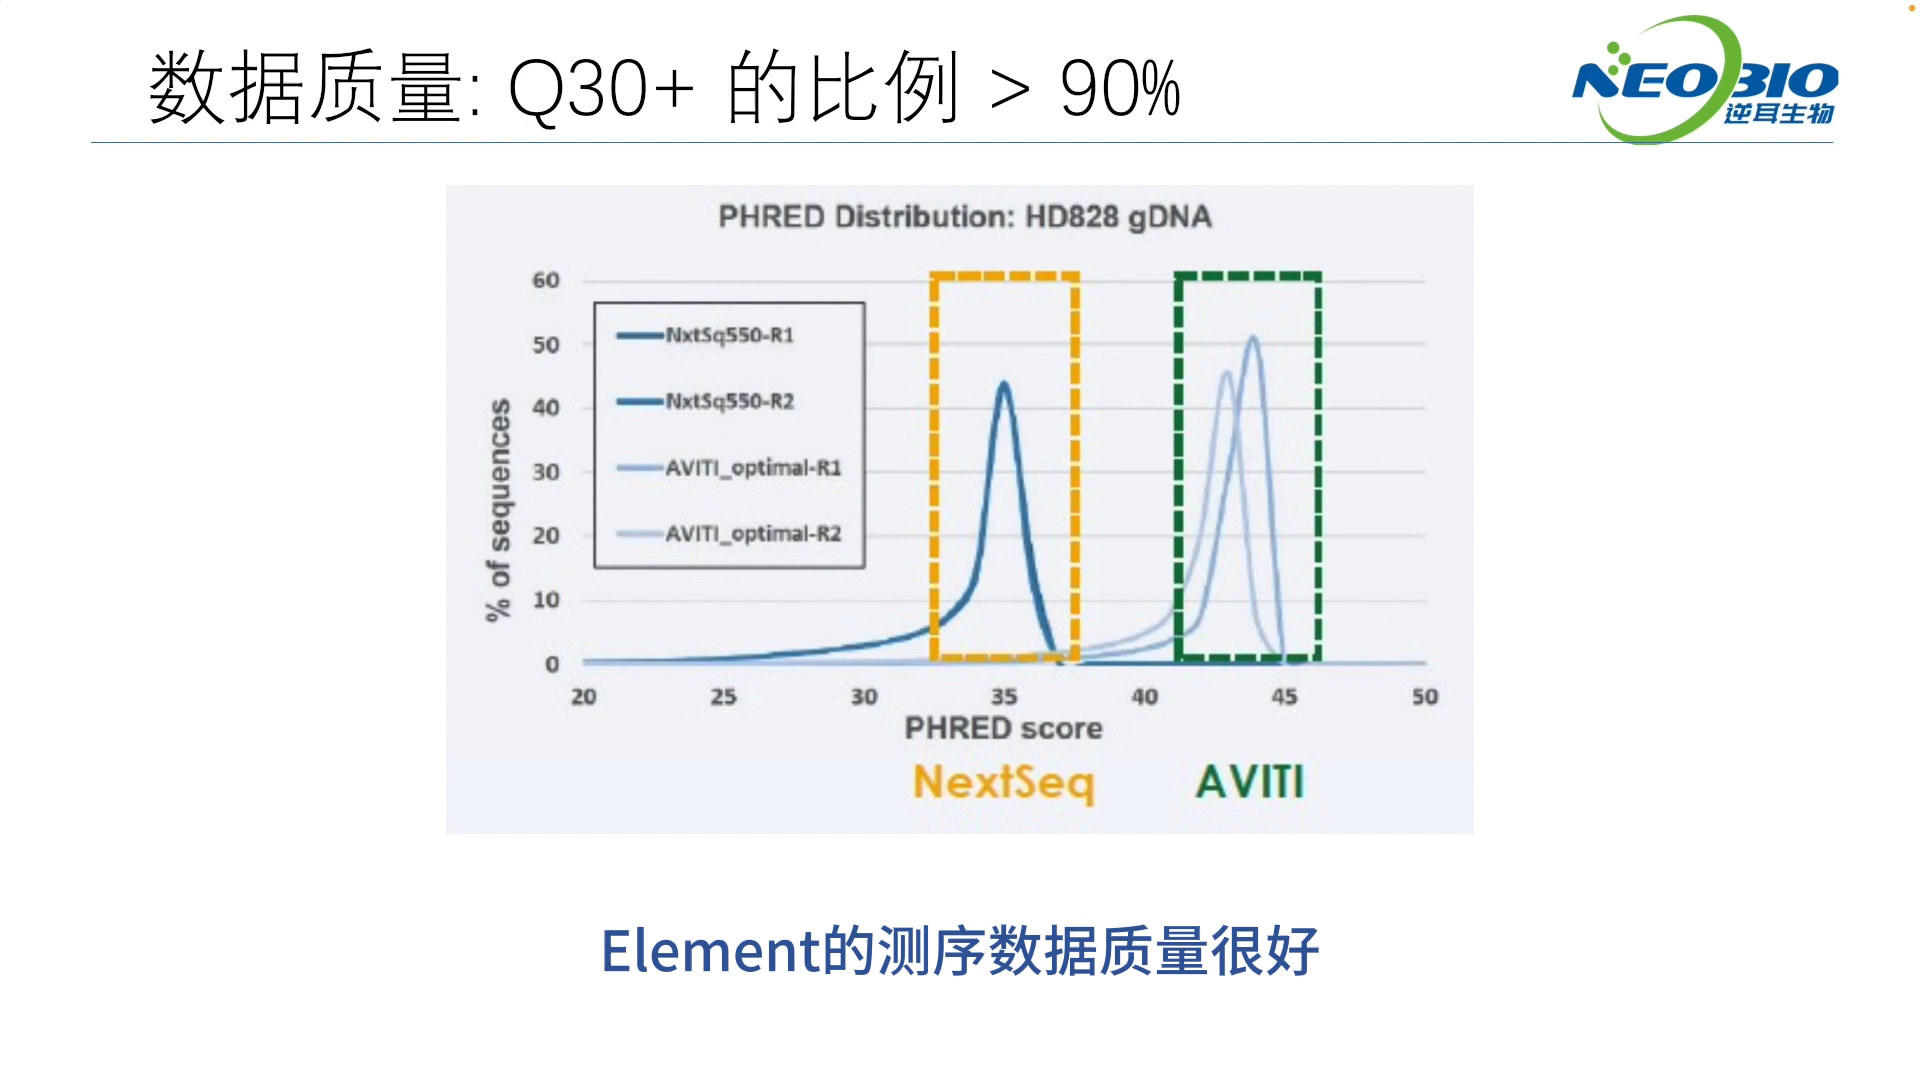 数据质量: Q30+ 的比例 > 90%
NEOBIO
逆耳生物
PHRED Distribution: HD828 gDNA
60
50
40
30
20
10
0
% of sequences
NxtSq550-R1
NxtSq550-R2
AVITI_optimal-R1
AVITI_optimal-R2
20 25 30 35 40 45 50
PHRED score
NextSeq AVITI
Element的测序数据质量很好